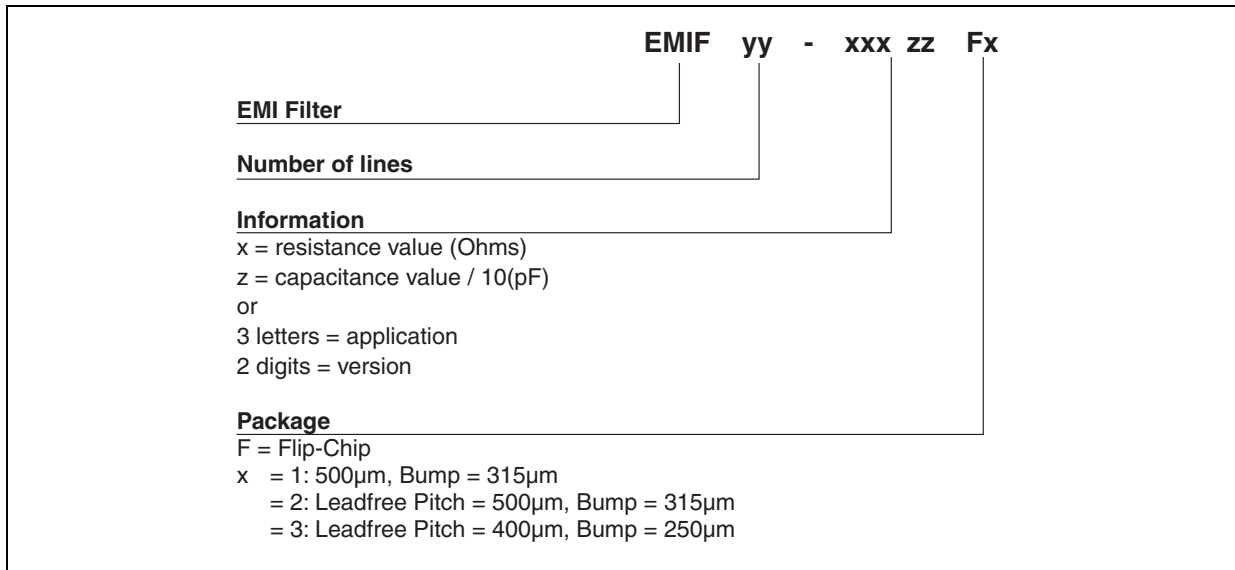 EMIF yy - xxx zz Fx
EMI Filter
Number of lines
Information
x = resistance value (Ohms)
z = capacitance value / 10(pF)
or
3 letters = application
2 digits = version
Package
F = Flip-Chip
x = 1: 500µm, Bump = 315µm
= 2: Leadfree Pitch = 500µm, Bump = 315µm
= 3: Leadfree Pitch = 400µm, Bump = 250µm